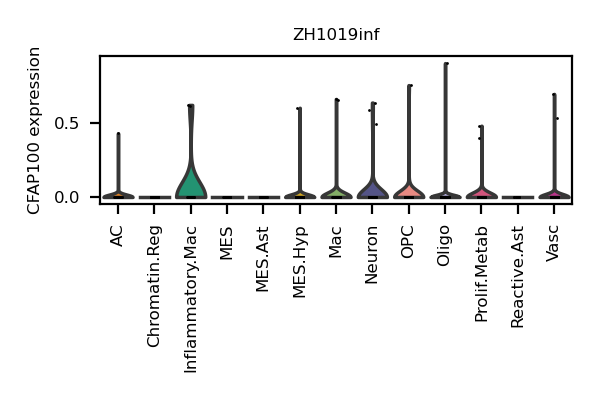 ZH1019inf
CFAP100 expression
0.5
0.0
AC
Chromatin.Reg
Inflammatory.Mac
MES
MES.Ast
MES.Hyp
Mac
Neuron
OPC
Oligo
Prolif.Metab
Reactive.Ast
Vasc